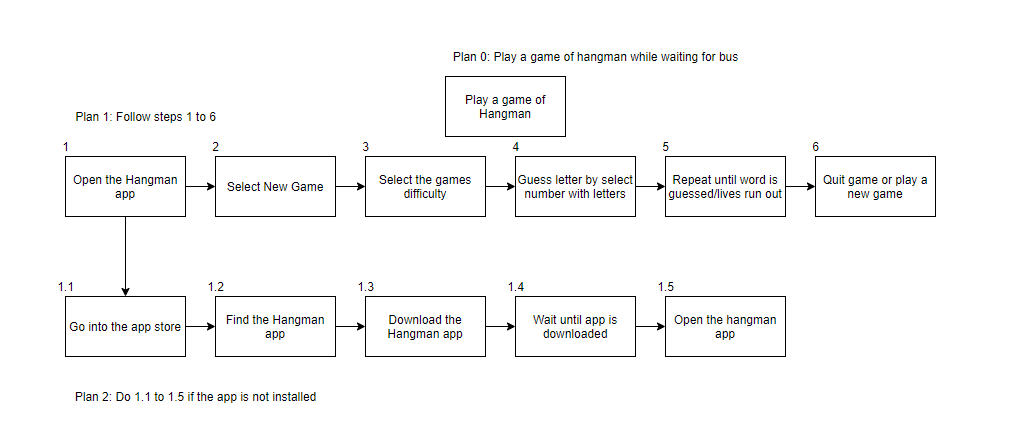 Plan 0: Play a game of hangman while waiting for bus
Play a game of
Hangman
Plan 1: Follow steps 1 to 6
1
Open the Hangman
app
2
Select New Game
3
Select the games
difficulty
4
Guess letter by select
number with letters
5
Repeat until word is
guessed/lives run out
6
Quit game or play a
new game
1.1
Go into the app store
1.2
Find the Hangman
app
1.3
Download the
Hangman app
1.4
Wait until app is
downloaded
1.5
Open the hangman
app
Plan 2: Do 1.1 to 1.5 if the app is not installed